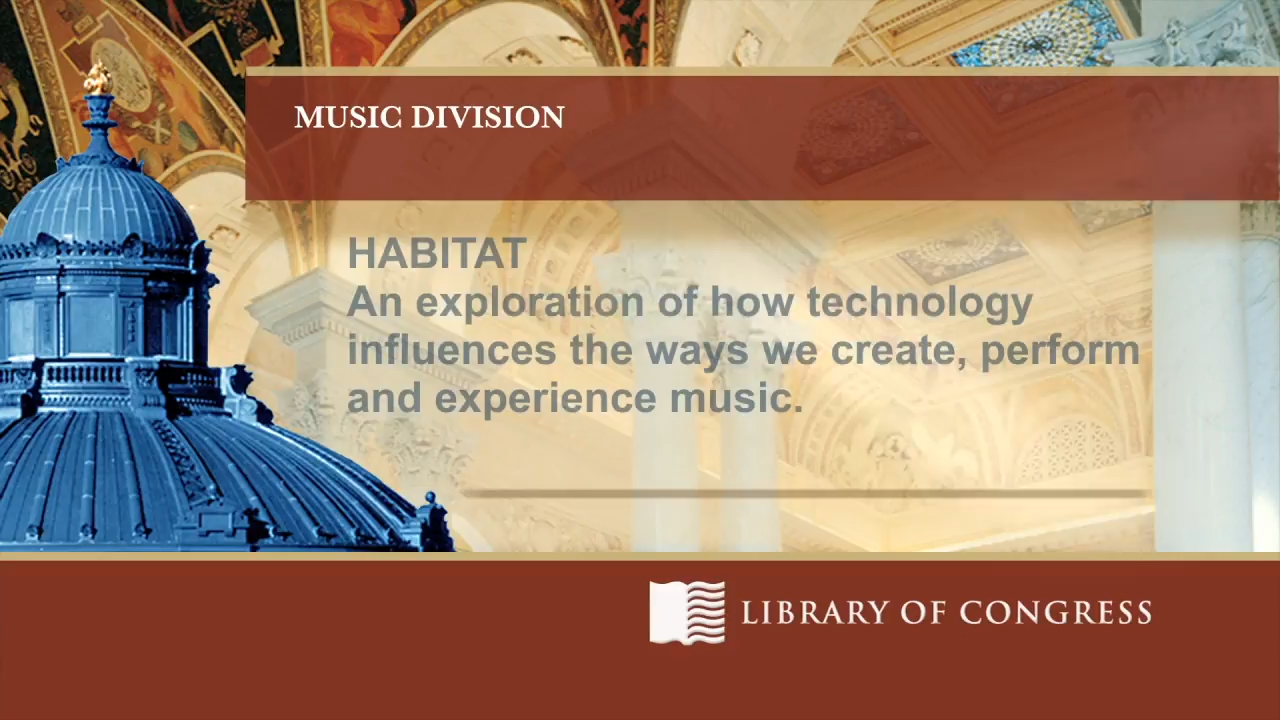 MUSIC DIVISION
HABITAT
An exploration of how technology
influences the ways we create, perform
and experience music.
LIBRARY OF CONGRESS